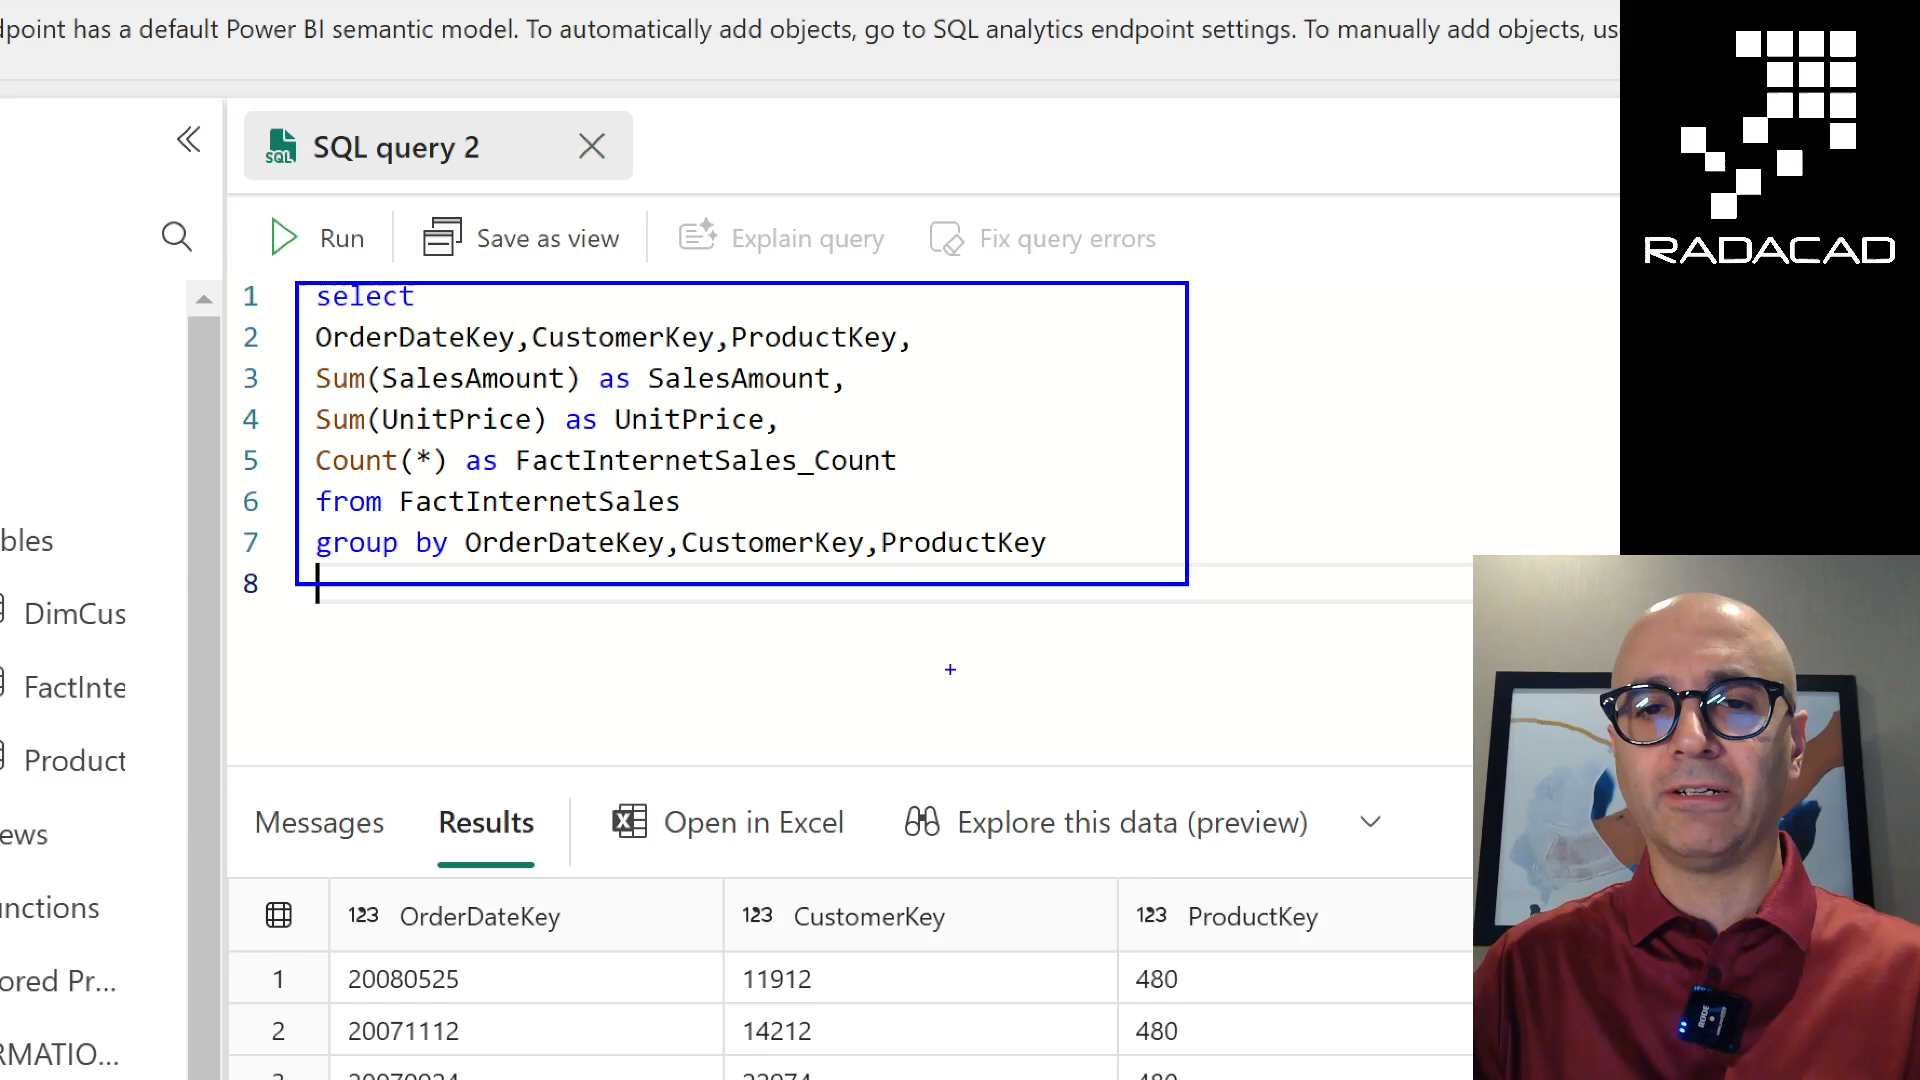 dpoint has a default Power BI semantic model. To automatically add objects, go to SQL analytics endpoint settings. To manually add objects, us
RADACAD
SQL
SQL query 2
Run
Save as view
Explain query
Fix query errors
1 select
2 OrderDateKey,CustomerKey,ProductKey,
3 Sum(SalesAmount) as SalesAmount,
4 Sum(UnitPrice) as UnitPrice,
5 Count(*) as FactInternetSales_Count
6 from FactInternetSales
7 group by OrderDateKey,CustomerKey,ProductKey
8
bles
DimCus
FactInte
Product
ews
unctions
ored Pr...
RMATIO...
Messages
Results
Open in Excel
Explore this data (preview)
123 OrderDateKey 123 CustomerKey 123 ProductKey
1 20080525 11912 480
2 20071112 14212 480
RØDE